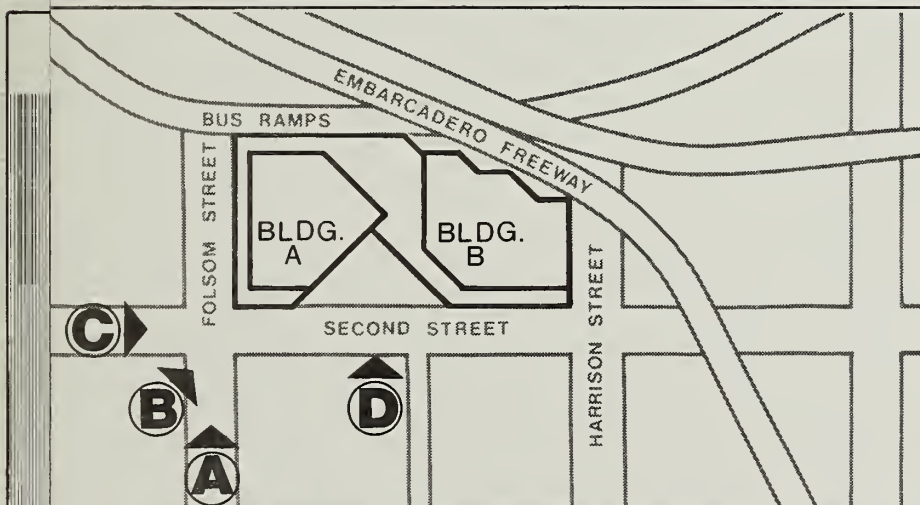 EMBARCADERO FREEWAY
BUS RAMPS
FOLSOM STREET
BLDG.
A
BLDG.
B
HARRISON STREET
SECOND STREET
C
B
D
A